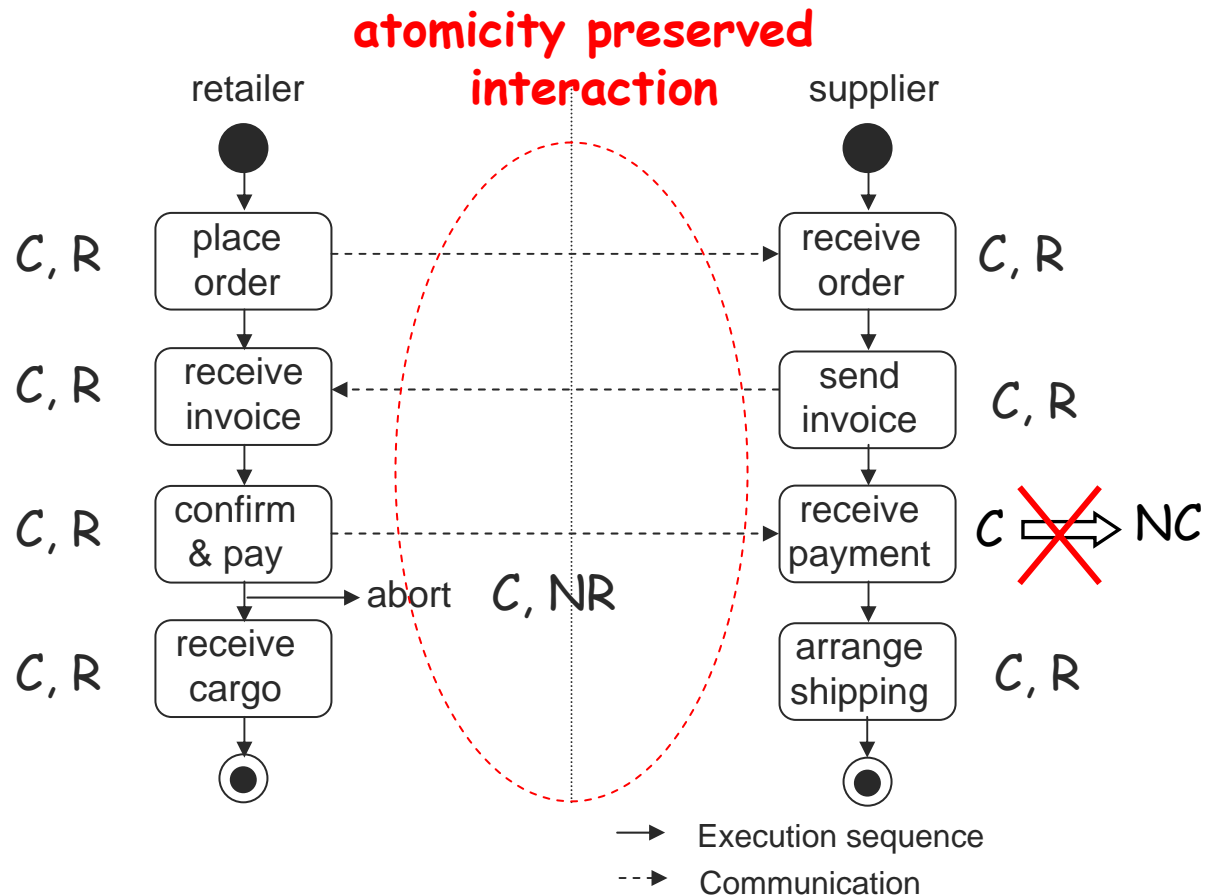 atomicity preserved
interaction
retailer
supplier
C, R
place
order
receive
order
C, R
C, R
receive
invoice
send
invoice
C, R
C, R
confirm
& pay
receive
payment
C
NC
abort
C, NR
C, R
receive
cargo
arrange
shipping
C, R
Execution sequence
Communication